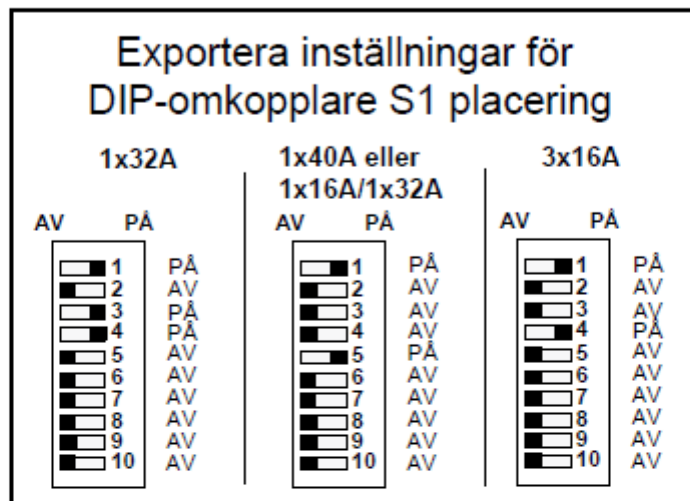 Exportera inställningar för
DIP-omkopplare S1 placering
1x32A
AV PÅ
1 PÅ
2 AV
3 PÅ
4 PÅ
5 AV
6 AV
7 AV
8 AV
9 AV
10 AV
1x40A eller
1x16A/1x32A
AV PÅ
1 PÅ
2 AV
3 AV
4 AV
5 PÅ
6 AV
7 AV
8 AV
9 AV
10 AV
3x16A
AV PÅ
1 PÅ
2 AV
3 AV
4 PÅ
5 AV
6 AV
7 AV
8 AV
9 AV
10 AV